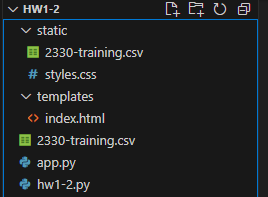 HW1-2
static
2330-training.csv
# styles.css
templates
<> index.html
2330-training.csv
app.py
hw1-2.py